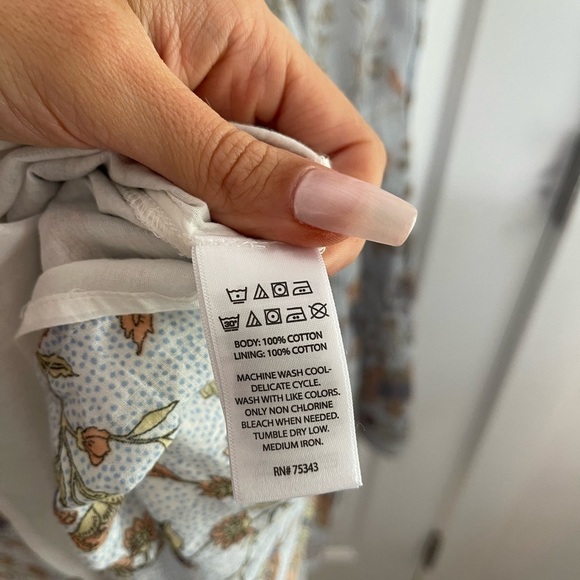 30°
BODY: 100% COTTON
LINING: 100% COTTON
MACHINE WASH COOL-
DELICATE CYCLE.
WASH WITH LIKE COLORS.
ONLY NON CHLORINE
BLEACH WHEN NEEDED.
TUMBLE DRY LOW.
MEDIUM IRON.
RN# 75343